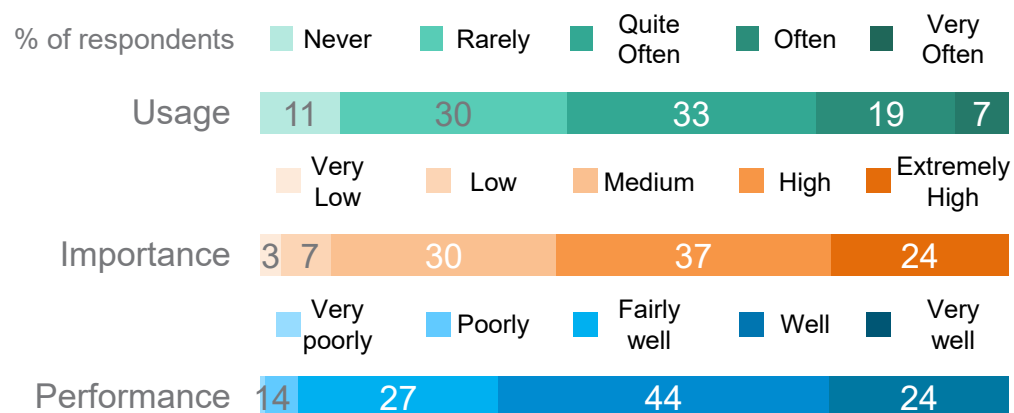 % of respondents Never Rarely Quite Often Often Very Often
Usage 11 30 33 19 7
Very Low Low Medium High Extremely High
Importance 3 7 30 37 24
Very poorly Poorly Fairly well Well Very well
Performance 1 4 27 44 24